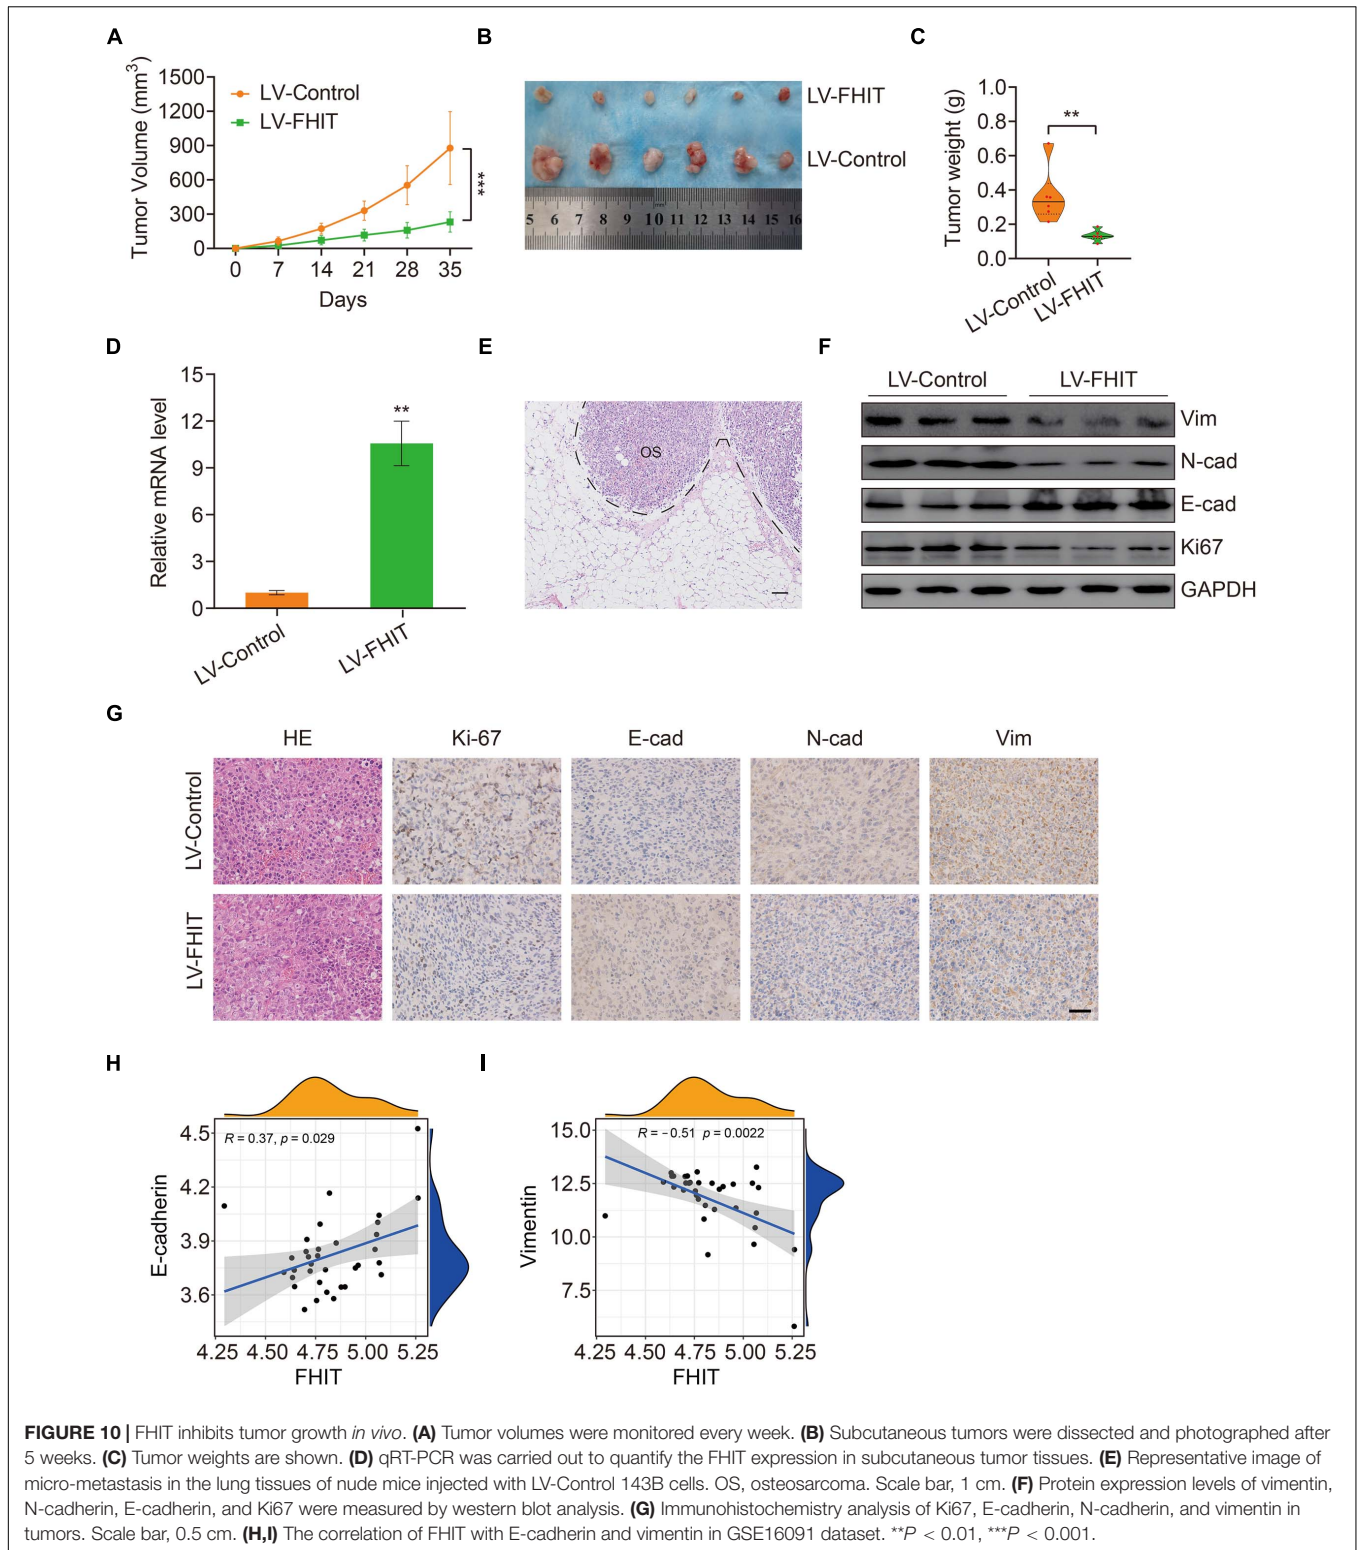 A
Tumor Volume (mm³)
1500
1200
900
600
300
0
LV-Control
LV-FHIT
***
0 7 14 21 28 35
Days
B
LV-FHIT
LV-Control
5 6 7 8 9 10 11 12 13 14 15 16
C
Tumor weight (g)
1.0
0.8
0.6
0.4
0.2
0.0
**
LV-Control
LV-FHIT
D
Relative mRNA level
15
12
9
6
3
0
**
LV-Control
LV-FHIT
E
OS
F
LV-Control LV-FHIT
Vim
N-cad
E-cad
Ki67
GAPDH
G
HE Ki-67 E-cad N-cad Vim
LV-Control
LV-FHIT
H
R = 0.37, p = 0.029
E-cadherin
4.5
4.2
3.9
3.6
4.25 4.50 4.75 5.00 5.25
FHIT
I
R = −0.51 p = 0.0022
Vimentin
15.0
12.5
10.0
7.5
4.25 4.50 4.75 5.00 5.25
FHIT
FIGURE 10 | FHIT inhibits tumor growth in vivo. (A) Tumor volumes were monitored every week. (B) Subcutaneous tumors were dissected and photographed after
5 weeks. (C) Tumor weights are shown. (D) qRT-PCR was carried out to quantify the FHIT expression in subcutaneous tumor tissues. (E) Representative image of
micro-metastasis in the lung tissues of nude mice injected with LV-Control 143B cells. OS, osteosarcoma. Scale bar, 1 cm. (F) Protein expression levels of vimentin,
N-cadherin, E-cadherin, and Ki67 were measured by western blot analysis. (G) Immunohistochemistry analysis of Ki67, E-cadherin, N-cadherin, and vimentin in
tumors. Scale bar, 0.5 cm. (H,I) The correlation of FHIT with E-cadherin and vimentin in GSE16091 dataset. **P < 0.01, ***P < 0.001.